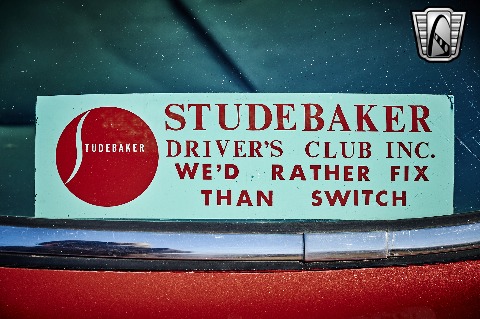 STUDEBAKER
STUDEBAKER
DRIVER'S CLUB INC.
WE'D RATHER FIX
THAN SWITCH